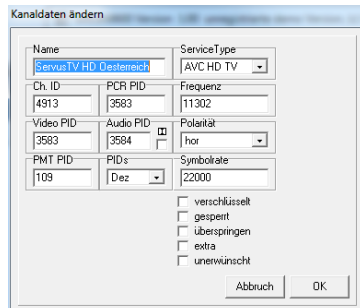 Kanaldaten ändern
Name
ServusTV HD Oesterreich
ServiceType
AVC HD TV
Ch. ID
4913
PCR PID
3583
Frequenz
11302
Video PID
3583
Audio PID
3584
Polarität
hor
PMT PID
109
PIDs
Dez
Symbolrate
22000
verschlüsselt
gesperrt
überspringen
extra
unerwünscht
Abbruch
OK